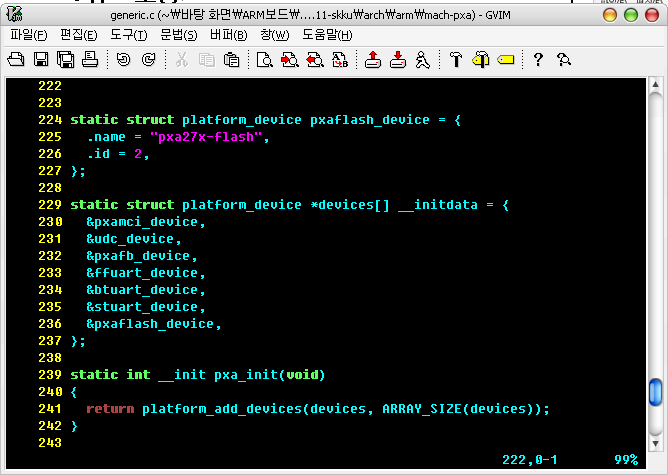 generic.c (~₩바탕 화면₩ARM보드₩....11-skku₩arch₩arm₩mach-pxa) - GVIM
파일(F) 편집(E) 도구(T) 문법(S) 버퍼(B) 창(W) 도움말(H)
222
223
224 static struct platform_device pxaflash_device = {
225   .name = "pxa27x-flash",
226   .id = 2,
227 };
228
229 static struct platform_device *devices[] __initdata = {
230   &pxamci_device,
231   &udc_device,
232   &pxafb_device,
233   &ffuart_device,
234   &btuart_device,
235   &stuart_device,
236   &pxaflash_device,
237 };
238
239 static int __init pxa_init(void)
240 {
241   return platform_add_devices(devices, ARRAY_SIZE(devices));
242 }
243
222,0-1 99%